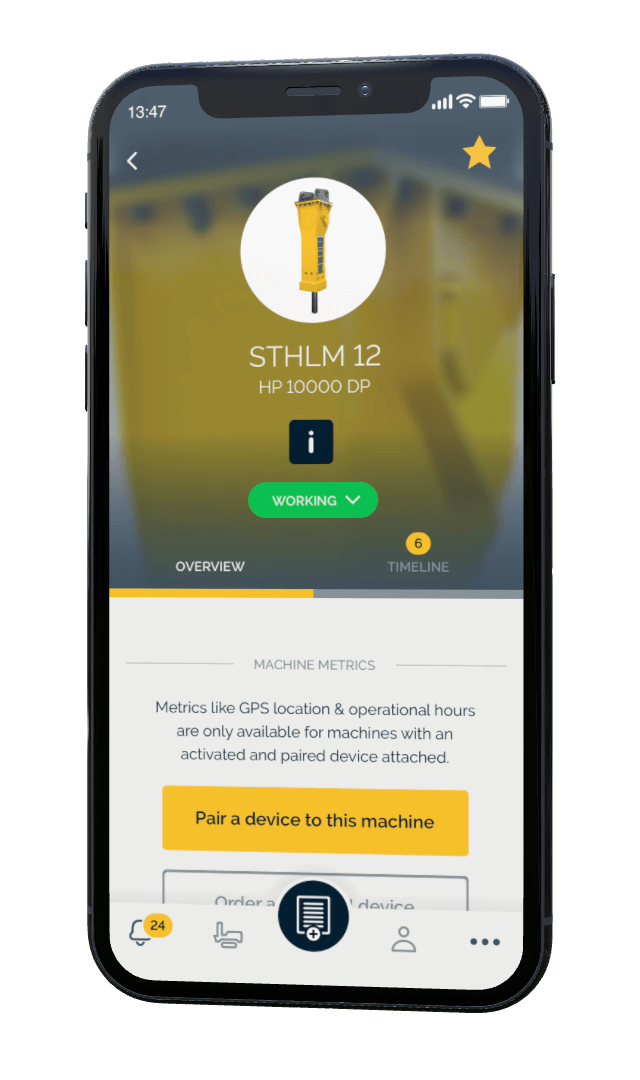 13:47
STHLM 12
HP 10000 DP
i
WORKING
6
OVERVIEW
TIMELINE
MACHINE METRICS
Metrics like GPS location & operational hours
are only available for machines with an
activated and paired device attached.
Pair a device to this machine
Order a device
24